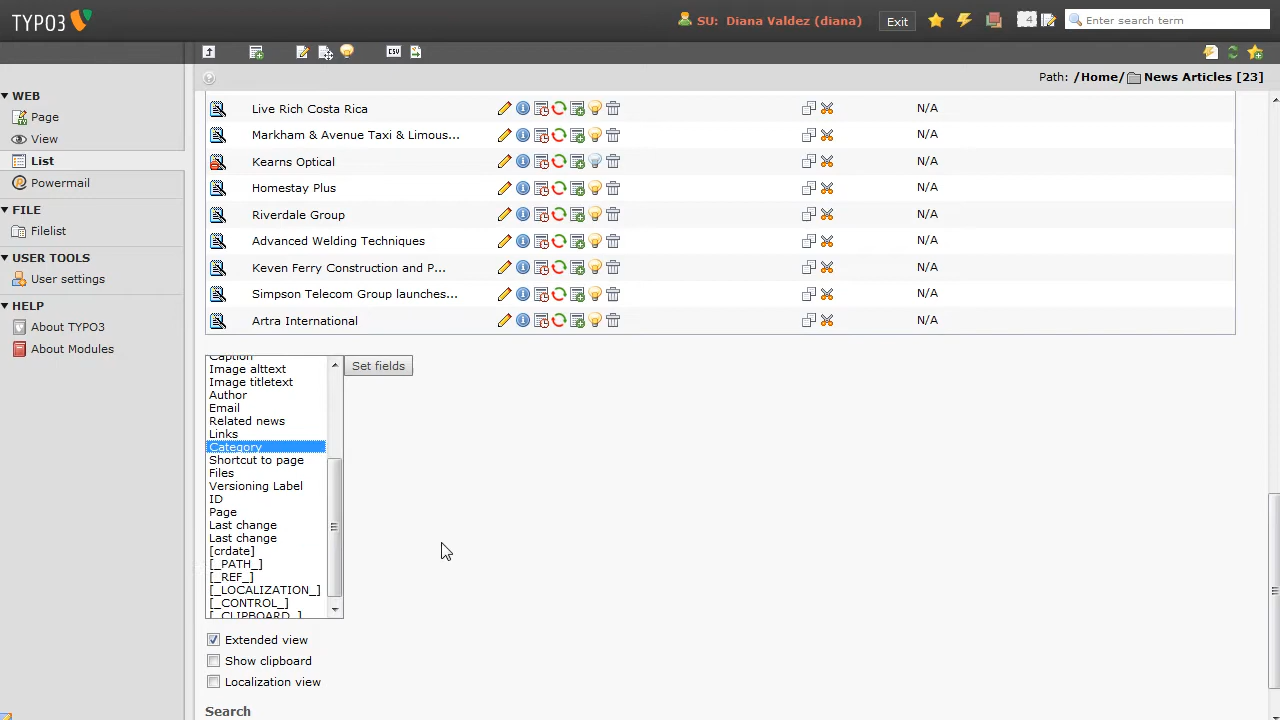 TYPO3
SU: Diana Valdez (diana)
Exit
4
Enter search term
CSV
Path: /Home/ News Articles [23]
WEB
Page
View
List
Powermail
FILE
Filelist
USER TOOLS
User settings
HELP
About TYPO3
About Modules
Live Rich Costa Rica N/A
Markham & Avenue Taxi & Limous... N/A
Kearns Optical N/A
Homestay Plus N/A
Riverdale Group N/A
Advanced Welding Techniques N/A
Keven Ferry Construction and P... N/A
Simpson Telecom Group launches... N/A
Artra International N/A
Caption
Image alttext
Image titletext
Author
Email
Related news
Links
Category
Shortcut to page
Files
Versioning Label
ID
Page
Last change
Last change
[crdate]
[_PATH_]
[_REF_]
[_LOCALIZATION_]
[_CONTROL_]
[_CLIPBOARD_]
Set fields
Extended view
Show clipboard
Localization view
Search